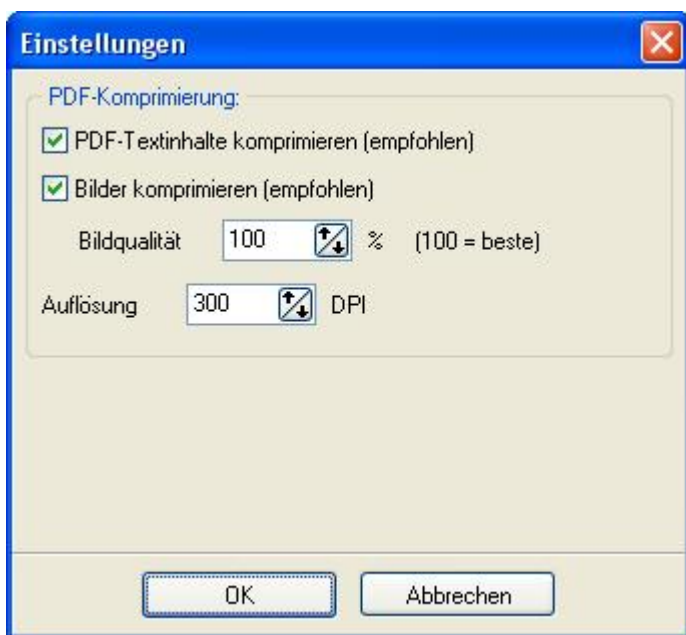 Einstellungen
PDF-Komprimierung:
PDF-Textinhalte komprimieren (empfohlen)
Bilder komprimieren (empfohlen)
Bildqualität 100 % (100 = beste)
Auflösung 300 DPI
OK Abbrechen